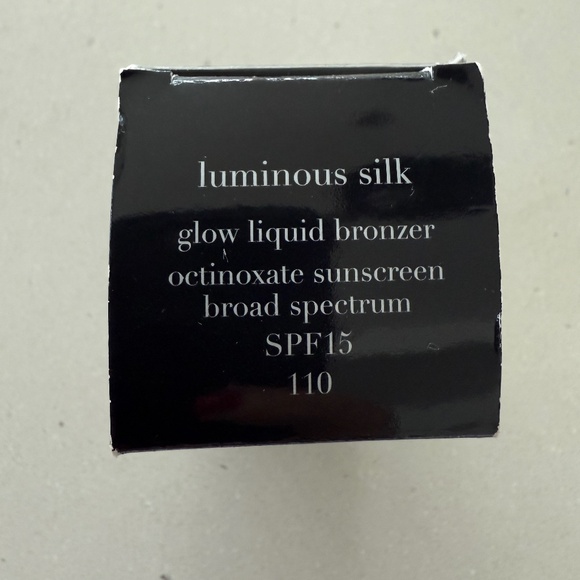 luminous silk
glow liquid bronzer
octinoxate sunscreen
broad spectrum
SPF15
110